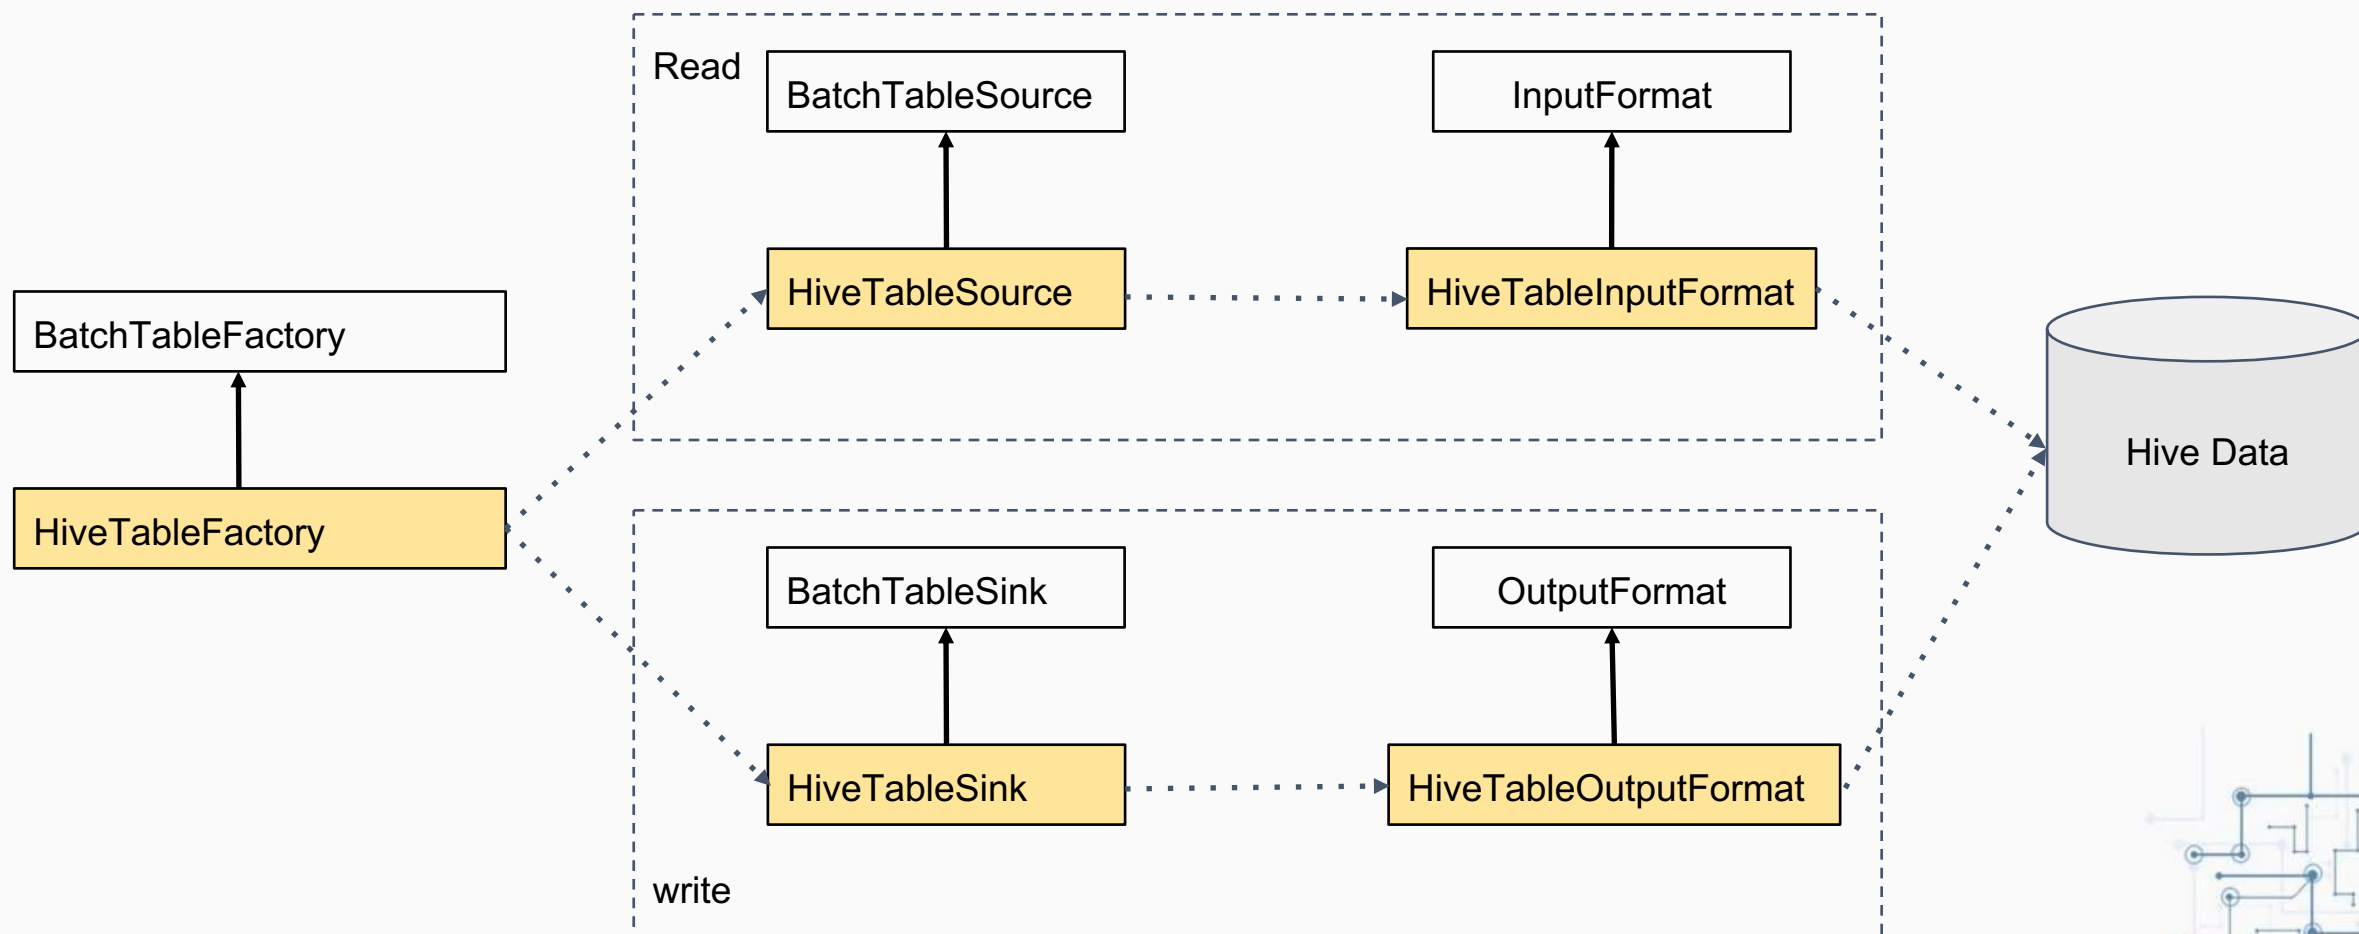 Read
BatchTableSource
InputFormat
HiveTableSource
HiveTableInputFormat
BatchTableFactory
HiveTableFactory
Hive Data
BatchTableSink
OutputFormat
HiveTableSink
HiveTableOutputFormat
write